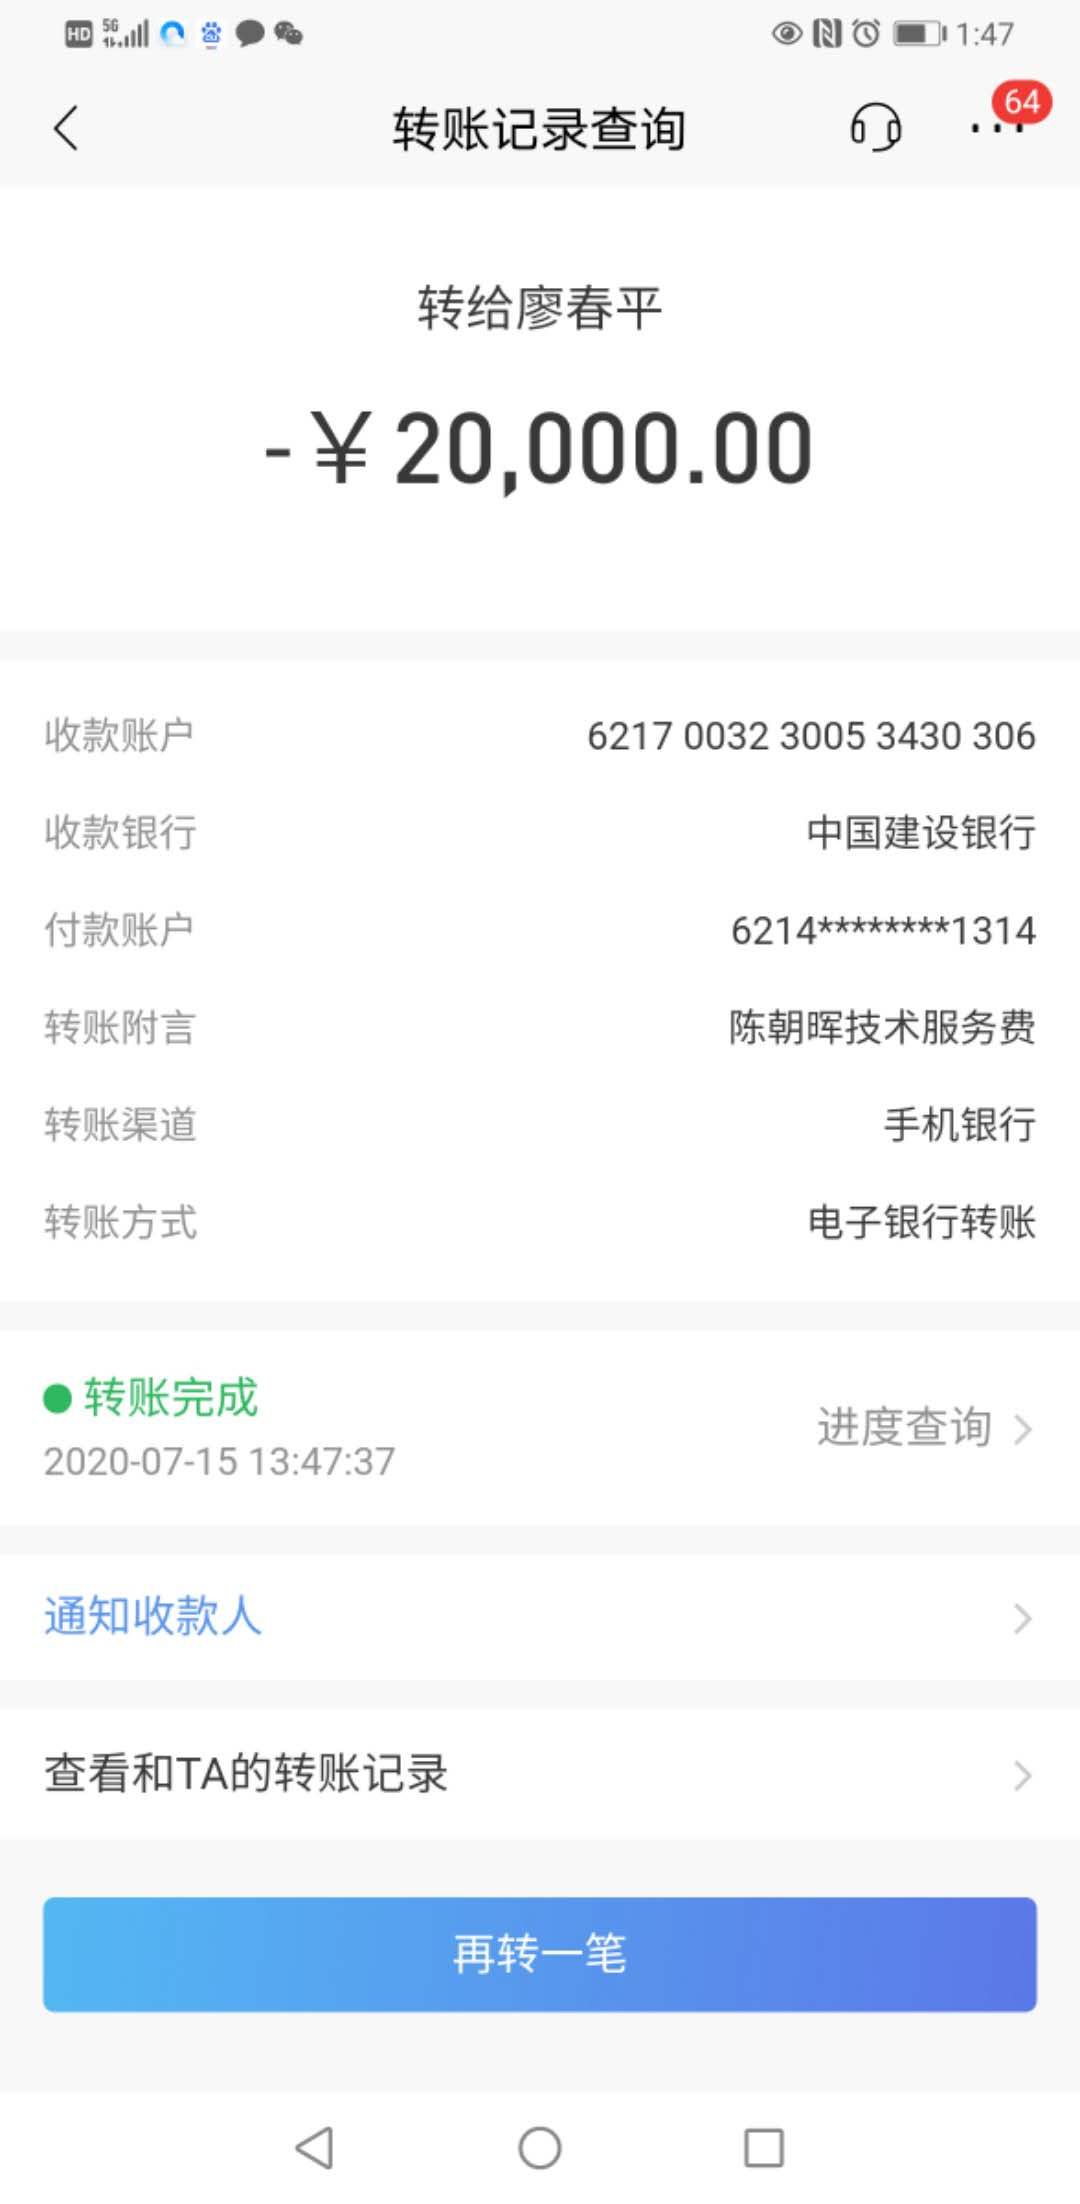 HD 5G 1:47
转账记录查询
64
转给廖春平
-￥20,000.00
收款账户 6217 0032 3005 3430 306
收款银行 中国建设银行
付款账户 6214********1314
转账附言 陈朝晖技术服务费
转账渠道 手机银行
转账方式 电子银行转账
转账完成
进度查询
2020-07-15 13:47:37
通知收款人
查看和TA的转账记录
再转一笔